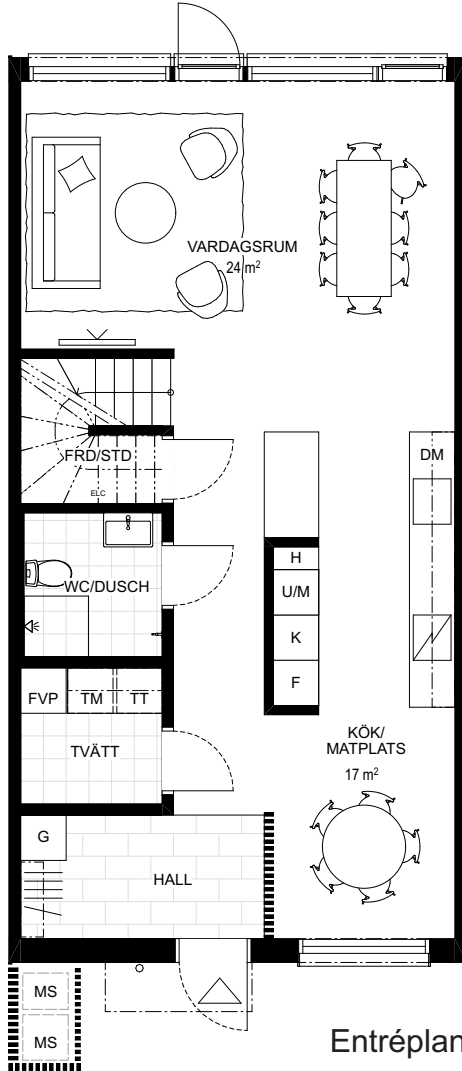 VARDAGSRUM
24 m²
FRD/STD
ELC
DM
H
U/M
K
F
WC/DUSCH
FVP TM TT
TVÄTT
KÖK/
MATPLATS
17 m²
G
HALL
MS
MS
Entréplan